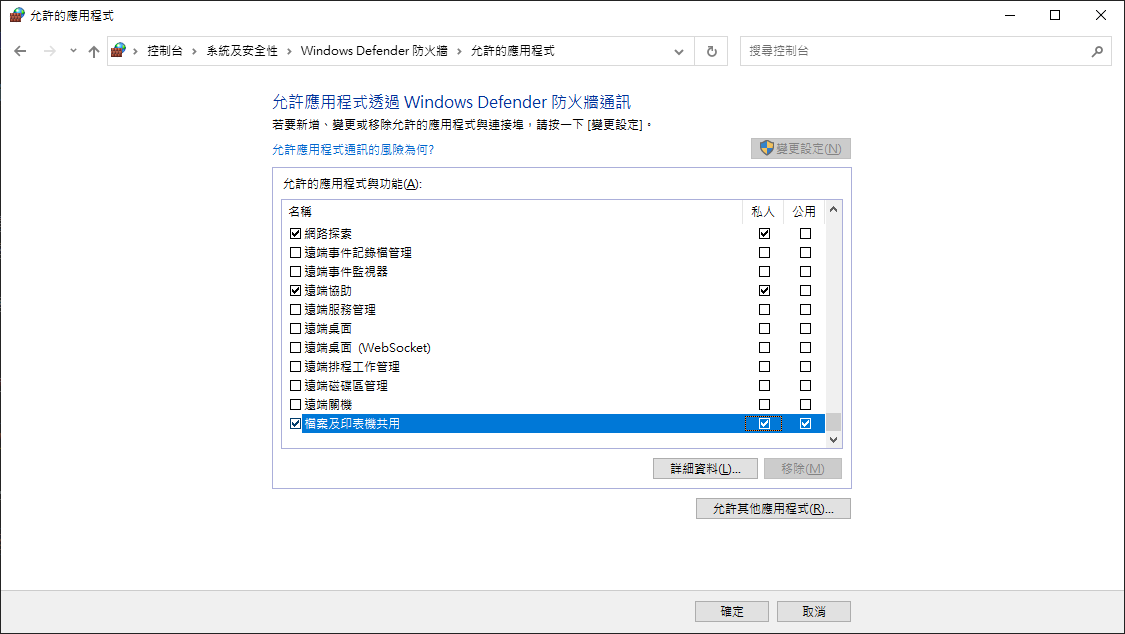 允許的應用程式
控制台 › 系統及安全性 › Windows Defender 防火牆 › 允許的應用程式
搜尋控制台
允許應用程式透過 Windows Defender 防火牆通訊
若要新增、變更或移除允許的應用程式與連接埠，請按一下 [變更設定]。
允許應用程式通訊的風險為何?
變更設定(N)
允許的應用程式與功能(A):
名稱 私人 公用
網路探索
遠端事件記錄檔管理
遠端事件監視器
遠端協助
遠端服務管理
遠端桌面
遠端桌面 (WebSocket)
遠端排程工作管理
遠端磁碟區管理
遠端關機
檔案及印表機共用
詳細資料(L)... 移除(M)
允許其他應用程式(R)...
確定 取消